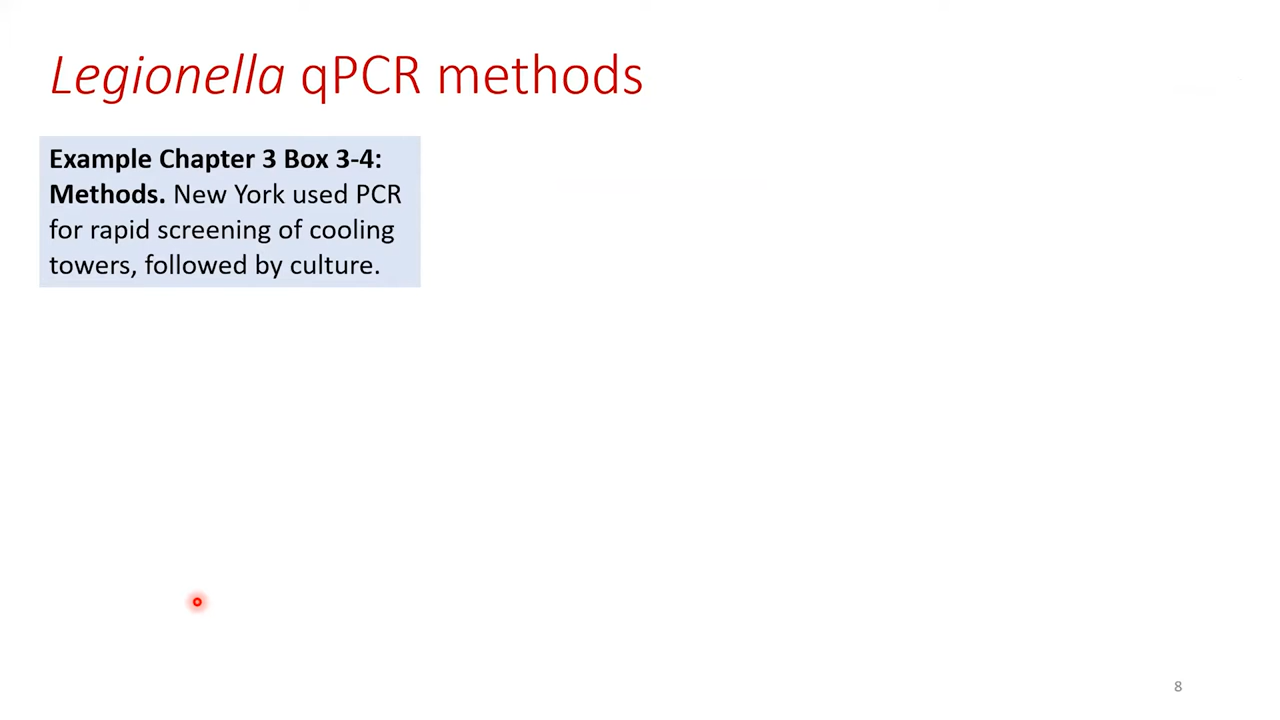 Legionella qPCR methods
Example Chapter 3 Box 3-4:
Methods. New York used PCR
for rapid screening of cooling
towers, followed by culture.
8